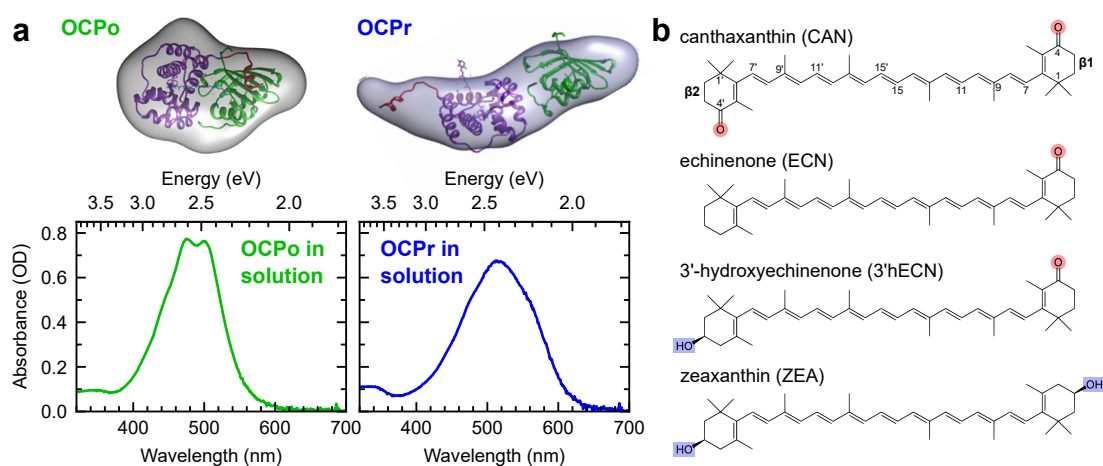 a
OCPo
OCPr
Energy (eV)
3.5 3.0 2.5 2.0
Energy (eV)
3.5 3.0 2.5 2.0
Absorbance (OD)
0.8
0.6
0.4
0.2
0.0
OCPo in
solution
OCPr in
solution
400 500 600 700
Wavelength (nm)
400 500 600 700
Wavelength (nm)
b
canthaxanthin (CAN)
O
4
β1
1
7'
9'
11'
15'
15
11
9
7
1'
β2
4'
O
echinenone (ECN)
O
3'-hydroxyechinenone (3'hECN)
O
HO
zeaxanthin (ZEA)
OH
HO